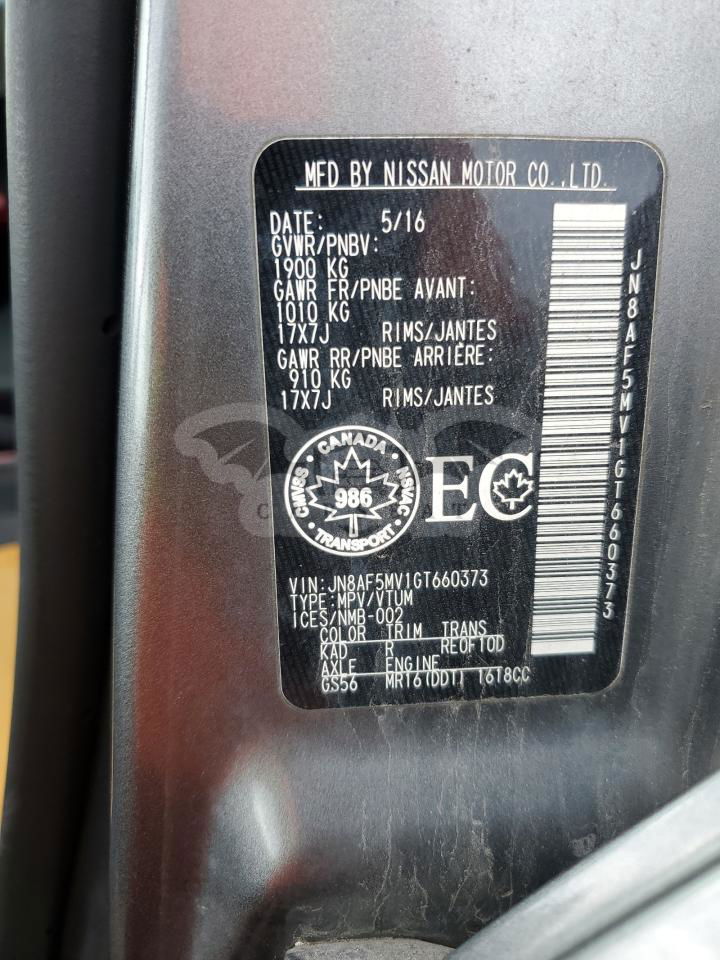 MFD BY NISSAN MOTOR CO.,LTD.
DATE: 5/16
GVWR/PNBV:
1900 KG
GAWR FR/PNBE AVANT:
1010 KG
17X7J RIMS/JANTES
GAWR RR/PNBE ARRIÈRE:
910 KG
17X7J RIMS/JANTES
CANADA
CMVSS 986 NSVAC
TRANSPORT
EC
VIN:JN8AF5MV1GT660373
TYPE:MPV/VTUM
ICES/NMB-002
COLOR TRIM TRANS
KAD R REOF10D
AXLE ENGINE
GS56 MR16(DDT) 1618CC
JN8AF5MV1GT660373